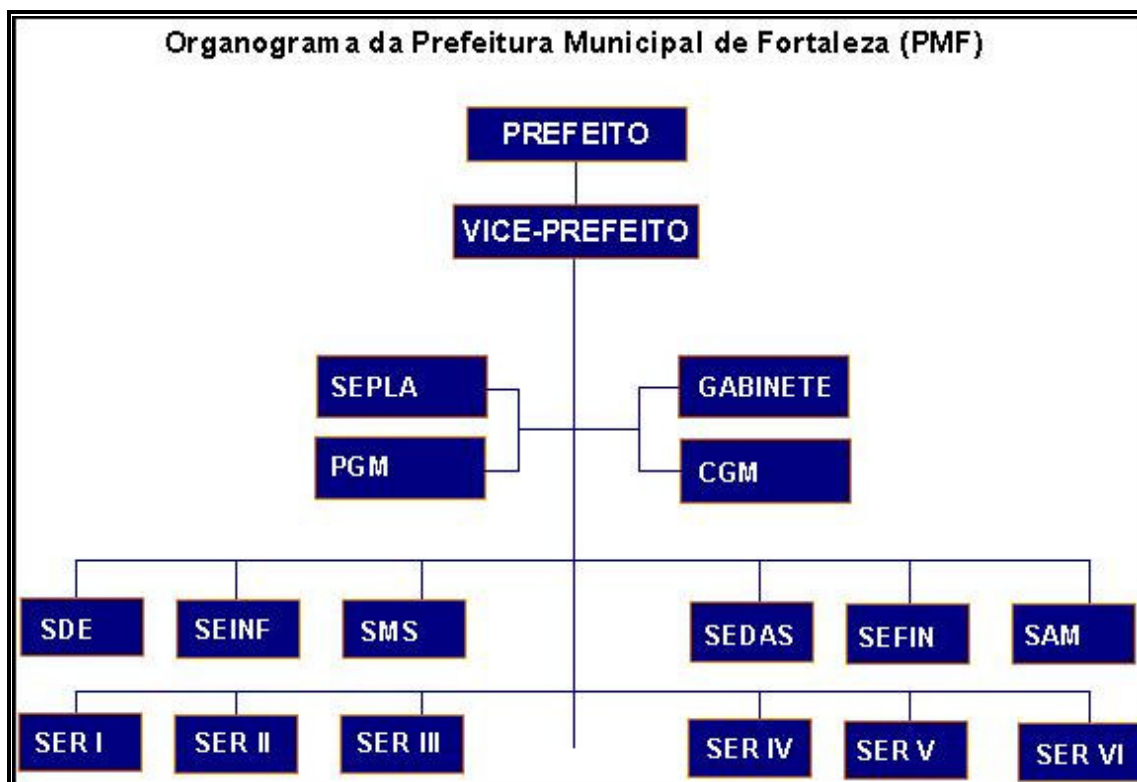 Organograma da Prefeitura Municipal de Fortaleza (PMF)
PREFEITO
VICE-PREFEITO
SEPLA
GABINETE
PGM
CGM
SDE
SEINF
SMS
SEDAS
SEFIN
SAM
SER I
SER II
SER III
SER IV
SER V
SER VI